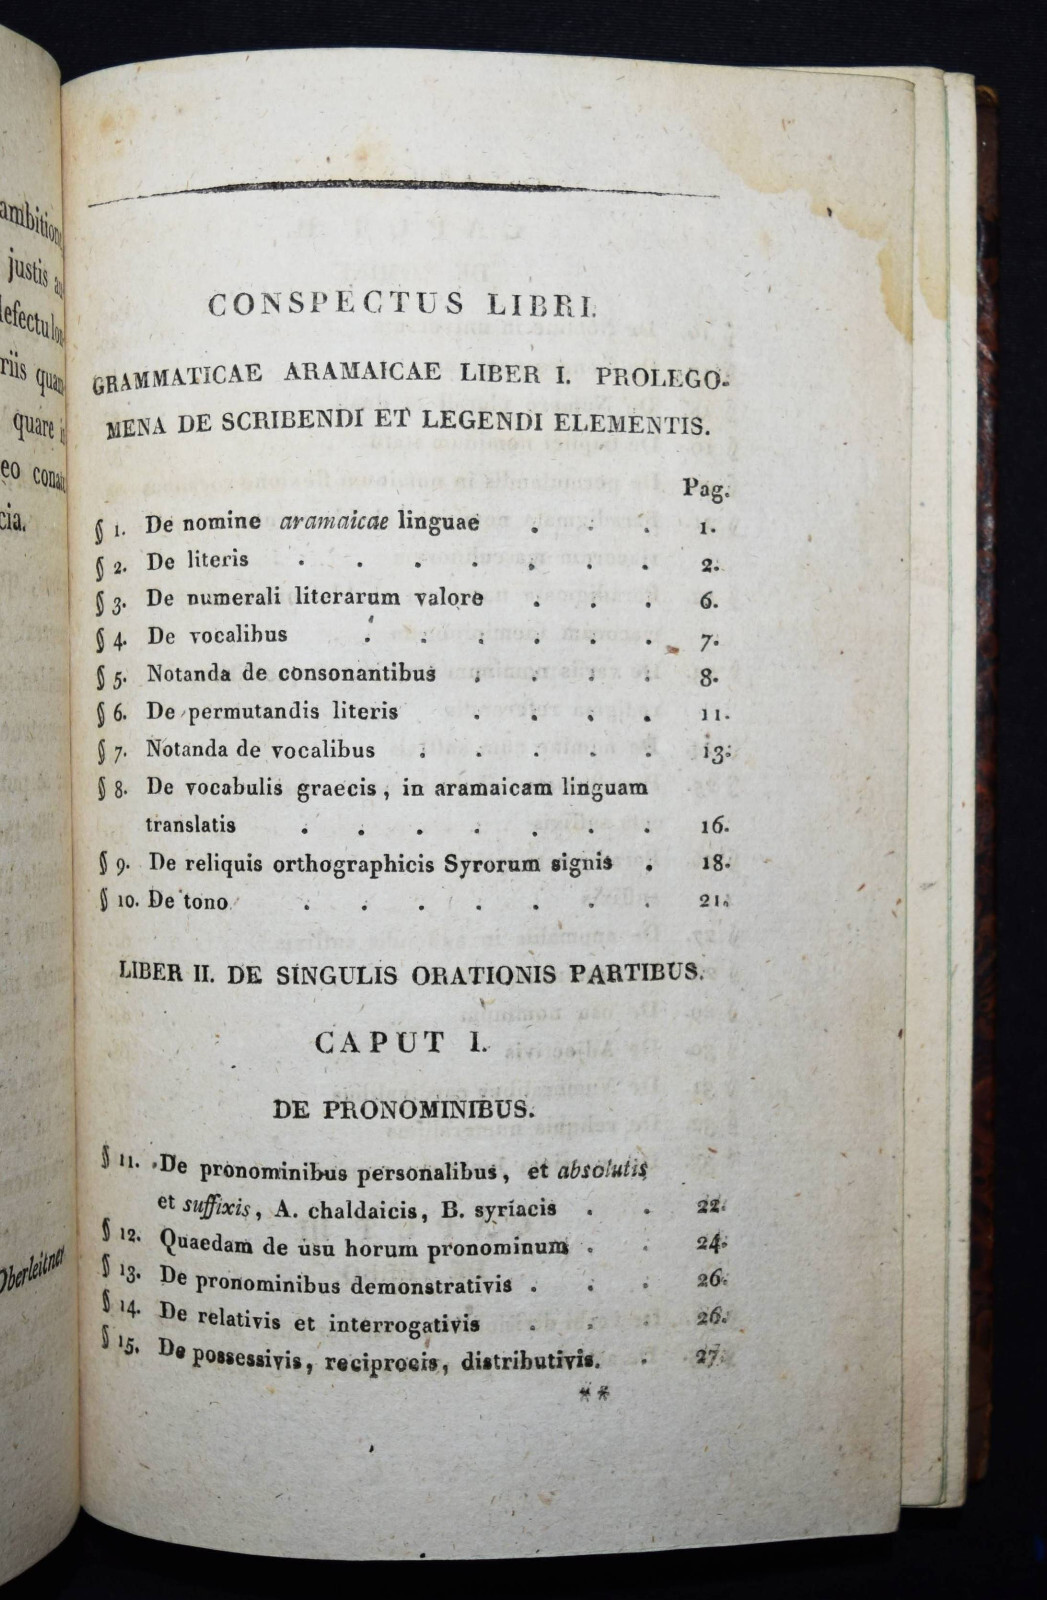 ambition
justis
defectu
riis quam
quare
eo
cia.
Oberleitner
CONSPECTUS LIBRI.
GRAMMATICAE ARAMAICAE LIBER I. PROLEGO-
MENA DE SCRIBENDI ET LEGENDI ELEMENTIS.
Pag.
§ 1. De nomine aramaicae linguae . . . 1.
§ 2. De literis . . . . . . . 2.
§ 3. De numerali literarum valore . . . 6.
§ 4. De vocalibus . . . . . . 7.
§ 5. Notanda de consonantibus . . . . 8.
§ 6. De permutandis literis . . . . 11.
§ 7. Notanda de vocalibus . . . . . 13.
§ 8. De vocabulis graecis, in aramaicam linguam
translatis . . . . . . . 16.
§ 9. De reliquis orthographicis Syrorum signis . 18.
§ 10. De tono . . . . . . . 21.
LIBER II. DE SINGULIS ORATIONIS PARTIBUS.
CAPUT I.
DE PRONOMINIBUS.
§ 11. De pronominibus personalibus, et absolutis
et suffixis, A. chaldaicis, B. syriacis . . 22.
§ 12. Quaedam de usu horum pronominum . . 24.
§ 13. De pronominibus demonstrativis . . . 26.
§ 14. De relativis et interrogativis . . . 26.
§ 15. De possessivis, reciprocis, distributivis. . 27.
**